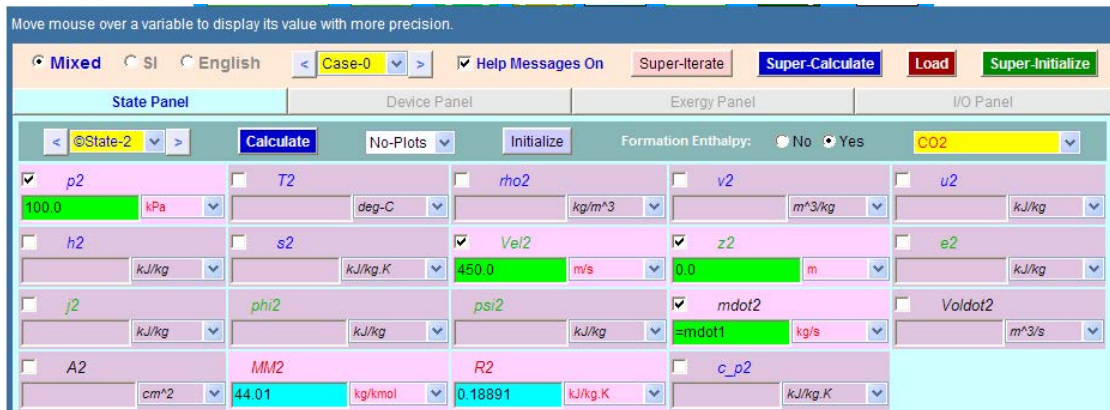 Move mouse over a variable to display its value with more precision.
Mixed SI English < Case-0 > Help Messages On Super-Iterate Super-Calculate Load Super-Initialize
State Panel Device Panel Exergy Panel I/O Panel
< ©State-2 > Calculate No-Plots Initialize Formation Enthalpy: No Yes CO2
p2 T2 rho2 v2 u2
100.0 kPa deg-C kg/m^3 m^3/kg kJ/kg
h2 s2 Vel2 z2 e2
kJ/kg kJ/kg.K 450.0 m/s 0.0 m kJ/kg
j2 phi2 psi2 mdot2 Voldot2
kJ/kg kJ/kg kJ/kg =mdot1 kg/s m^3/s
A2 MM2 R2 c_p2
cm^2 44.01 kg/kmol 0.18891 kJ/kg.K kJ/kg.K